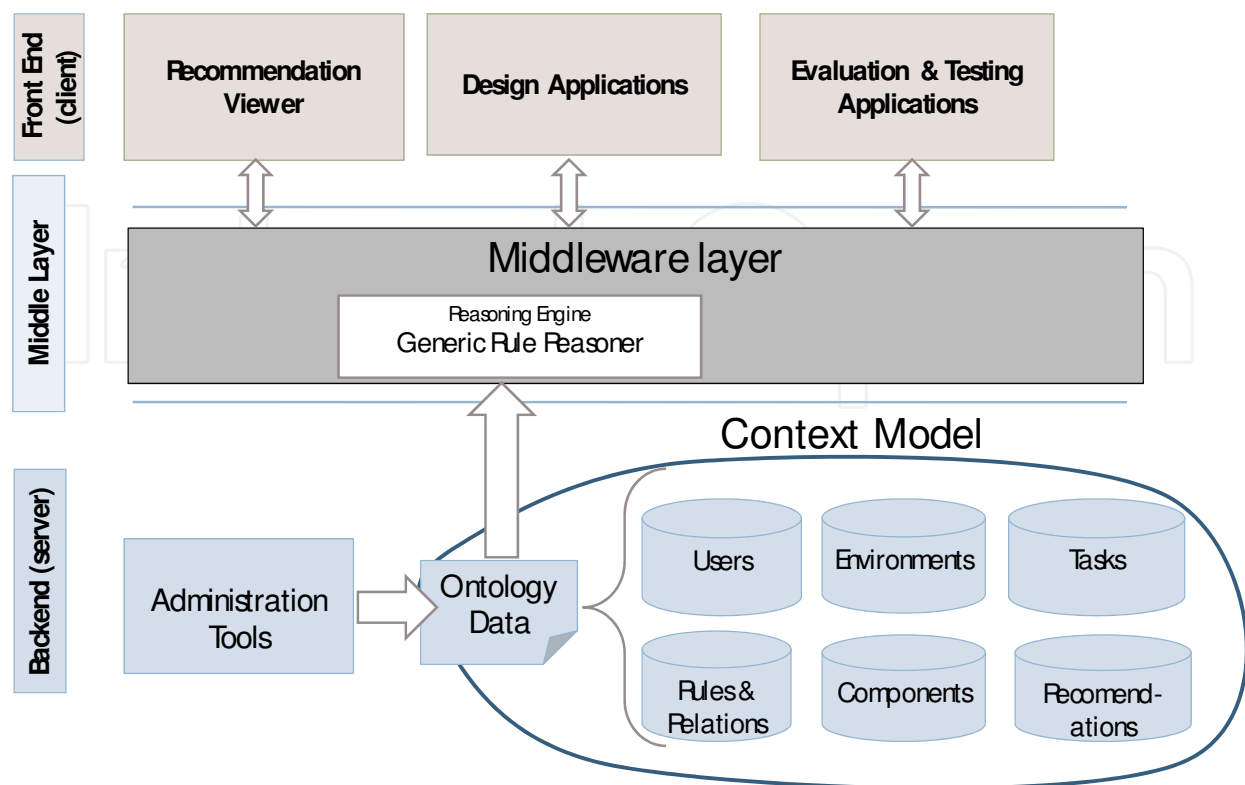 Front End
(client)
Recommendation
Viewer
Design Applications
Evaluation & Testing
Applications
Middle Layer
Middleware layer
Reasoning Engine
Generic Rule Reasoner
Context Model
Backend (server)
Administration
Tools
Ontology
Data
Users
Environments
Tasks
Rules &
Relations
Components
Recomend-
ations